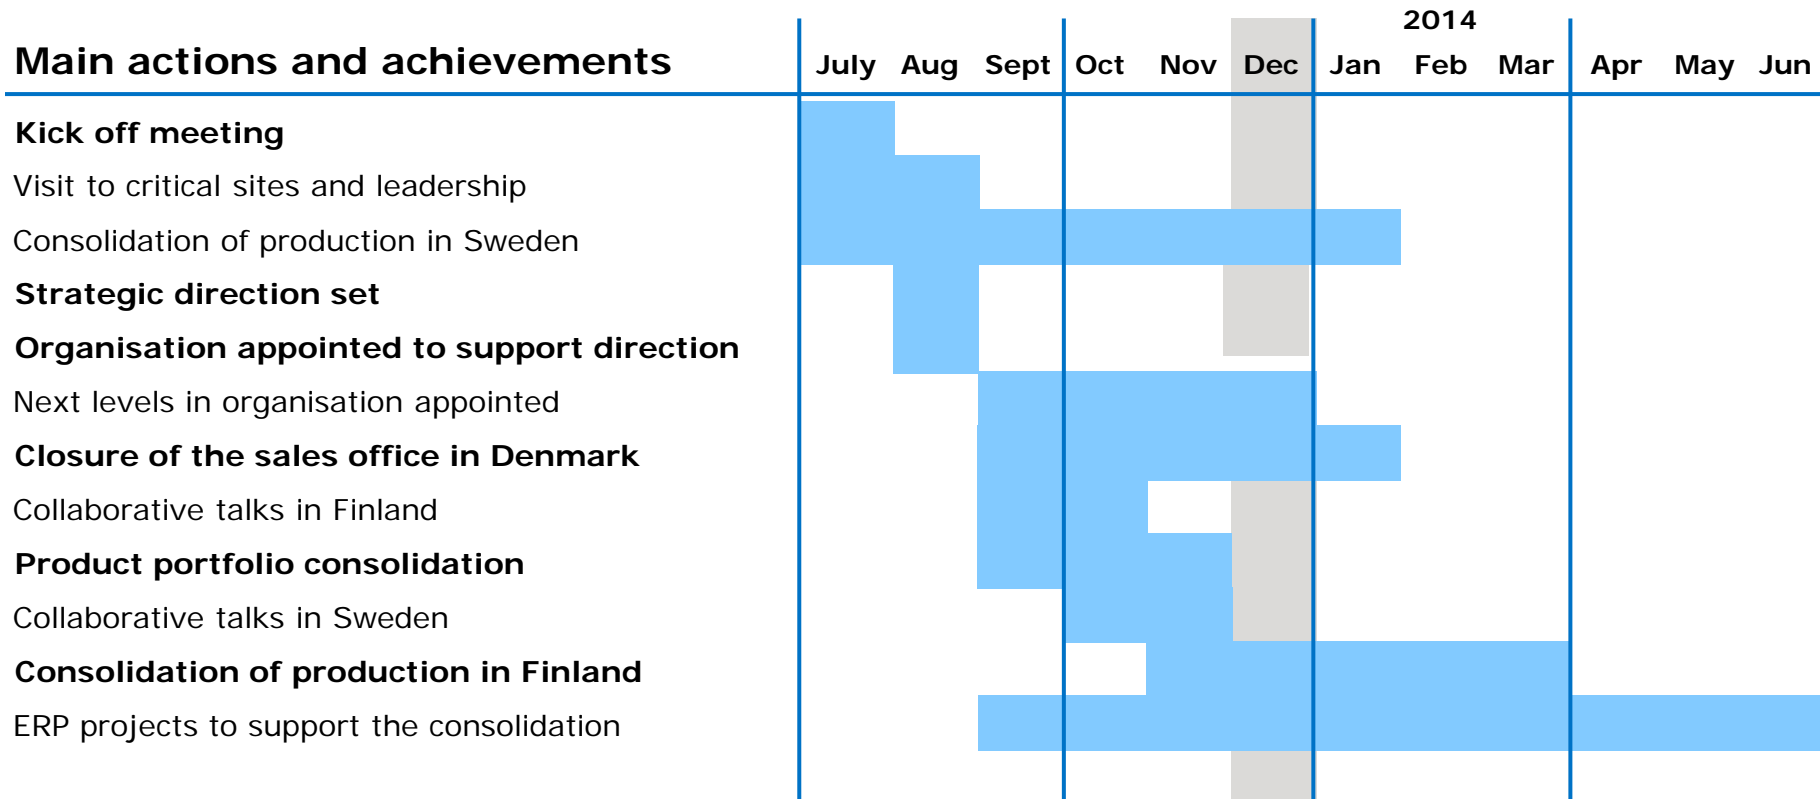 2014
Main actions and achievements July Aug Sept Oct Nov Dec Jan Feb Mar Apr May Jun
Kick off meeting
Visit to critical sites and leadership
Consolidation of production in Sweden
Strategic direction set
Organisation appointed to support direction
Next levels in organisation appointed
Closure of the sales office in Denmark
Collaborative talks in Finland
Product portfolio consolidation
Collaborative talks in Sweden
Consolidation of production in Finland
ERP projects to support the consolidation